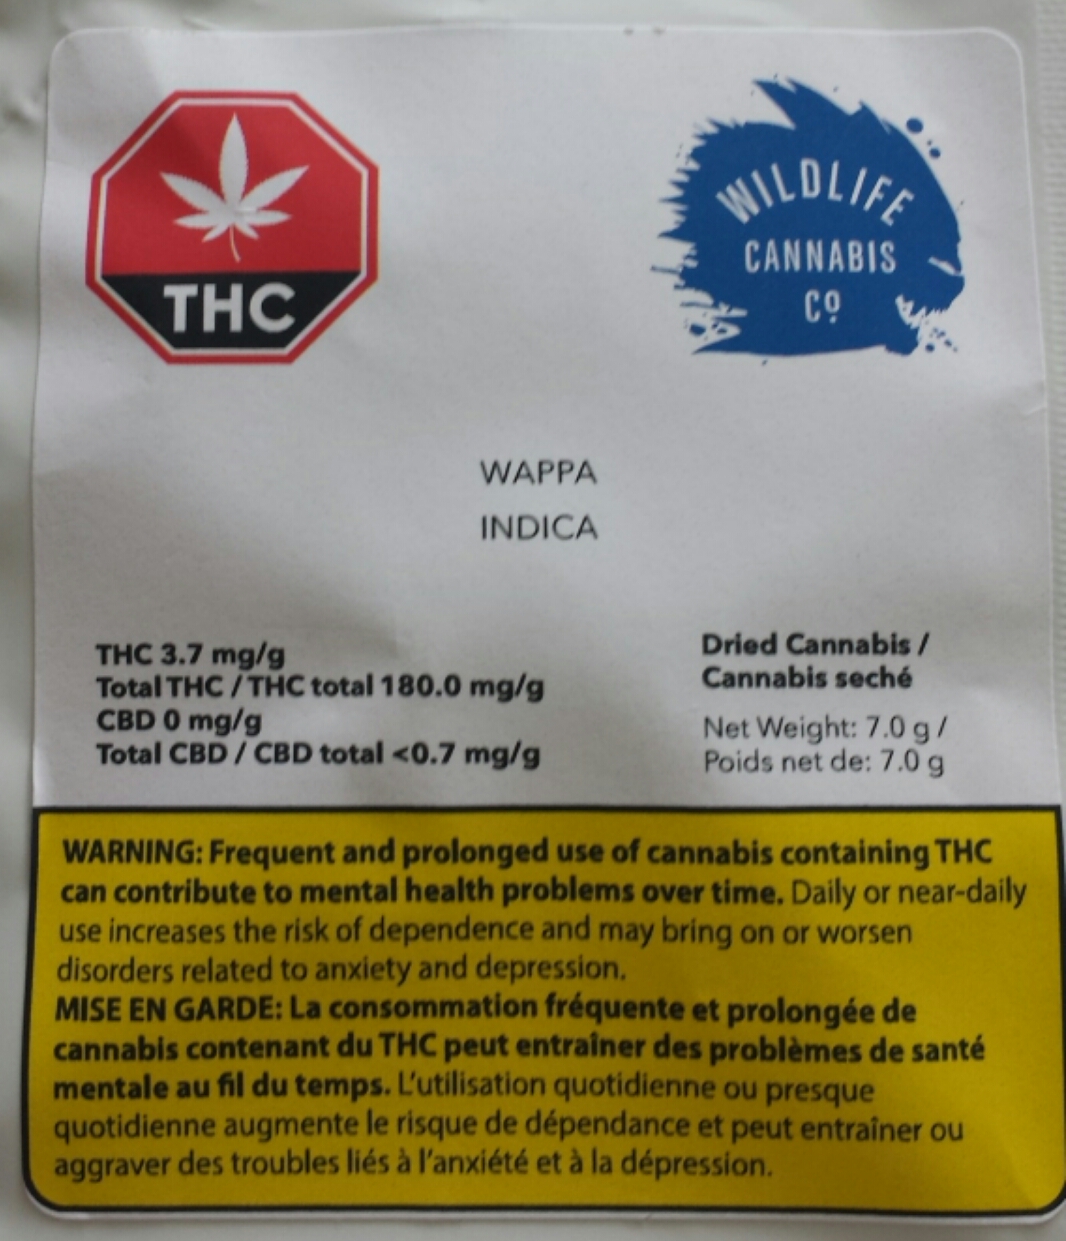 THC
WILDLIFE
CANNABIS
Cº
WAPPA
INDICA
THC 3.7 mg/g
Total THC / THC total 180.0 mg/g
CBD 0 mg/g
Total CBD / CBD total <0.7 mg/g
Dried Cannabis /
Cannabis seché
Net Weight: 7.0 g /
Poids net de: 7.0 g
WARNING: Frequent and prolonged use of cannabis containing THC
can contribute to mental health problems over time. Daily or near-daily
use increases the risk of dependence and may bring on or worsen
disorders related to anxiety and depression.
MISE EN GARDE: La consommation fréquente et prolongée de
cannabis contenant du THC peut entraîner des problèmes de santé
mentale au fil du temps. L'utilisation quotidienne ou presque
quotidienne augmente le risque de dépendance et peut entraîner ou
aggraver des troubles liés à l'anxiété et à la dépression.